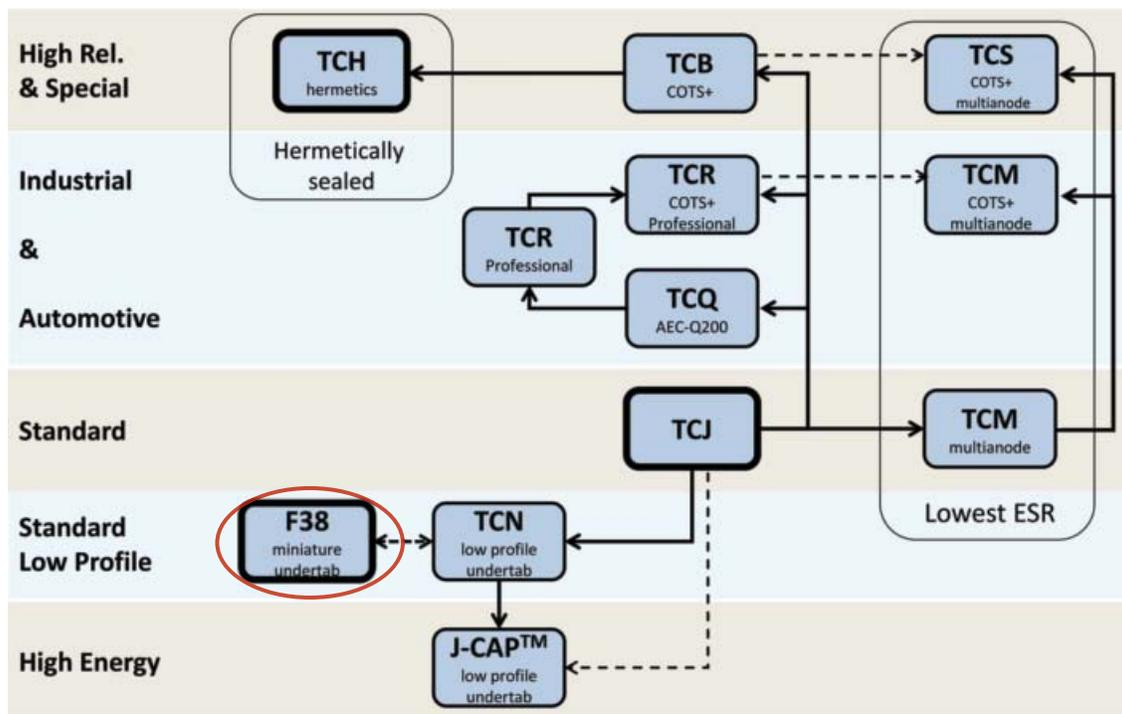 High Rel.
& Special
TCH
hermetics
Hermetically
sealed
TCB
COTS+
TCS
COTS+
multianode
Industrial
&
Automotive
TCR
Professional
TCR
COTS+
Professional
TCM
COTS+
multianode
TCQ
AEC-Q200
Standard
TCJ
TCM
multianode
Lowest ESR
Standard
Low Profile
F38
miniature
undertab
TCN
low profile
undertab
High Energy
J-CAP™
low profile
undertab